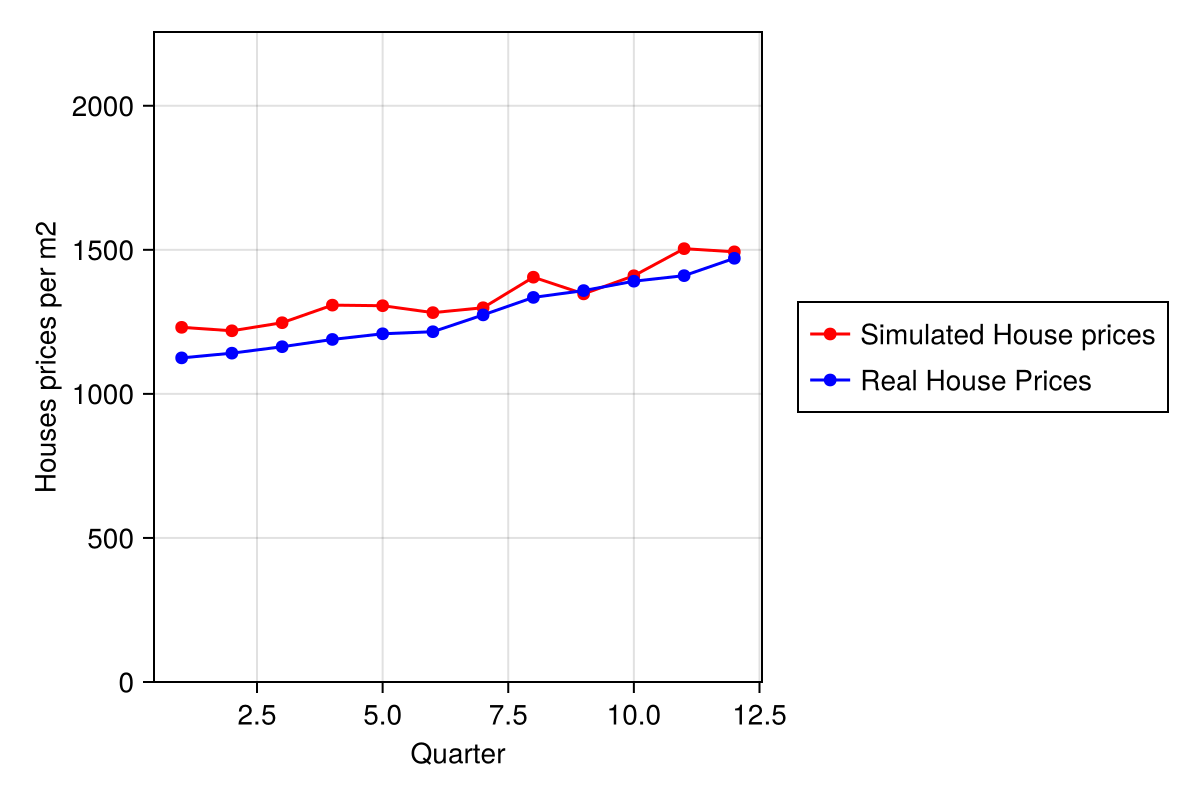 Houses prices per m2
2000
1500
1000
500
0
2.5 5.0 7.5 10.0 12.5
Quarter
Simulated House prices
Real House Prices